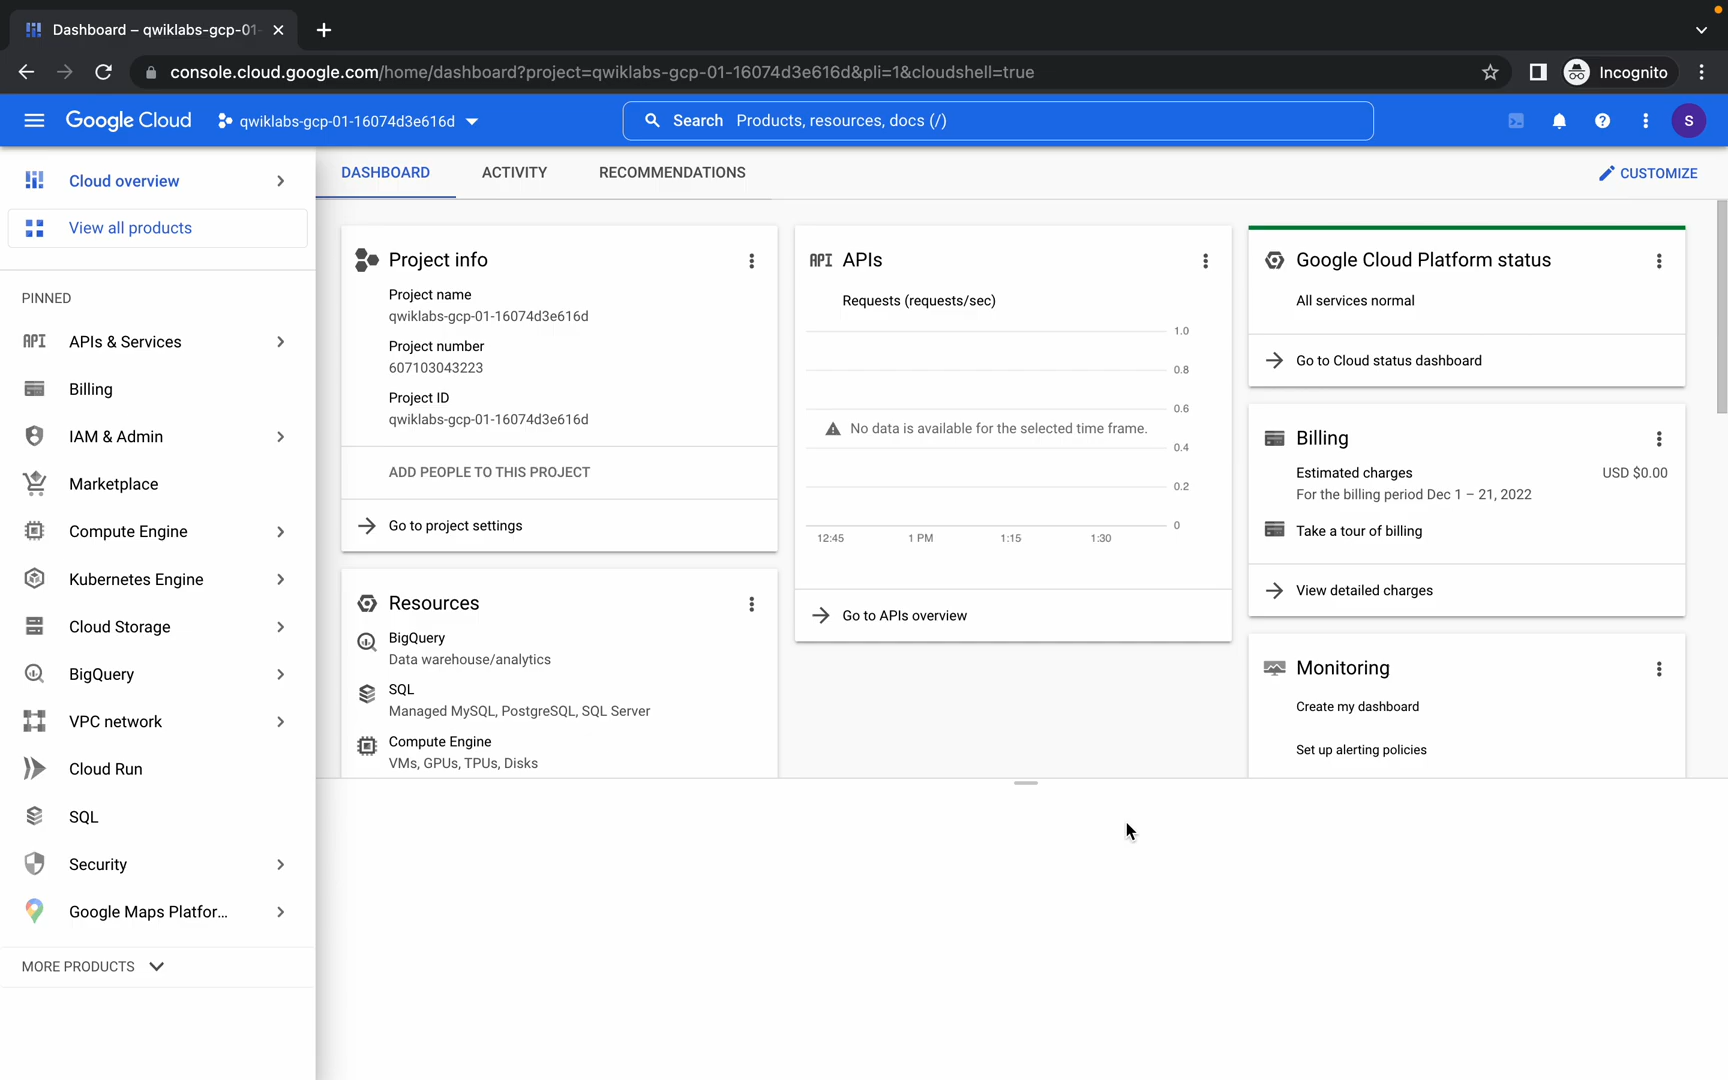 Dashboard – qwiklabs-gcp-01-
console.cloud.google.com/home/dashboard?project=qwiklabs-gcp-01-16074d3e616d&pli=1&cloudshell=true
Incognito
Google Cloud
qwiklabs-gcp-01-16074d3e616d
Search Products, resources, docs (/)
S
Cloud overview
View all products
PINNED
API APIs & Services
Billing
IAM & Admin
Marketplace
Compute Engine
Kubernetes Engine
Cloud Storage
BigQuery
VPC network
Cloud Run
SQL
Security
Google Maps Platfor...
MORE PRODUCTS
DASHBOARD
ACTIVITY
RECOMMENDATIONS
CUSTOMIZE
Project info
Project name
qwiklabs-gcp-01-16074d3e616d
Project number
607103043223
Project ID
qwiklabs-gcp-01-16074d3e616d
ADD PEOPLE TO THIS PROJECT
Go to project settings
Resources
BigQuery
Data warehouse/analytics
SQL
Managed MySQL, PostgreSQL, SQL Server
Compute Engine
VMs, GPUs, TPUs, Disks
API APIs
Requests (requests/sec)
1.0
0.8
0.6
No data is available for the selected time frame.
0.4
0.2
0
12:45 1 PM 1:15 1:30
Go to APIs overview
Google Cloud Platform status
All services normal
Go to Cloud status dashboard
Billing
Estimated charges USD $0.00
For the billing period Dec 1 – 21, 2022
Take a tour of billing
View detailed charges
Monitoring
Create my dashboard
Set up alerting policies